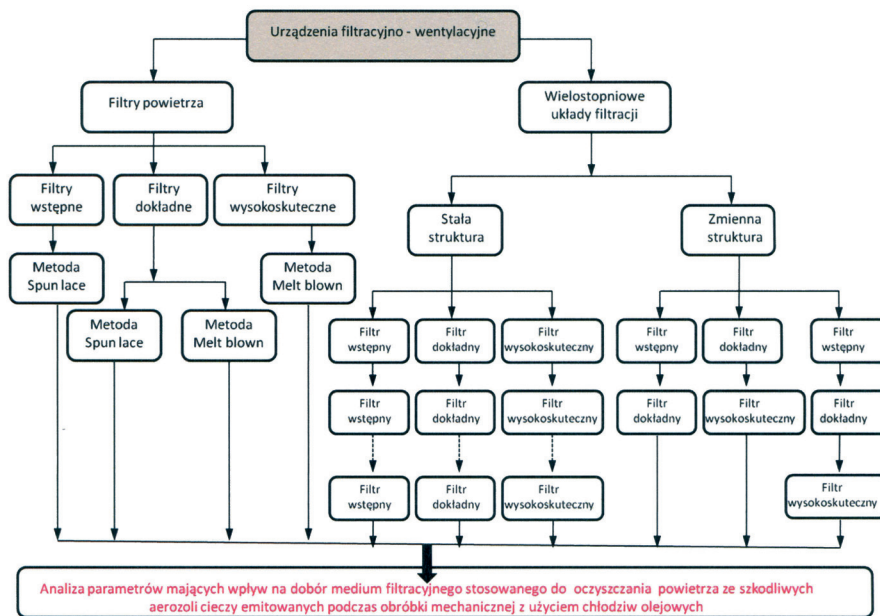 Urządzenia filtracyjno - wentylacyjne
Filtry powietrza
Wielostopniowe
układy filtracji
Filtry
wstępne
Filtry
dokładne
Filtry
wysokoskuteczne
Stała
struktura
Zmienna
struktura
Metoda
Spun lace
Metoda
Melt blown
Metoda
Spun lace
Metoda
Melt blown
Filtr
wstępny
Filtr
dokładny
Filtr
wysokoskuteczny
Filtr
wstępny
Filtr
dokładny
Filtr
wstępny
Filtr
wstępny
Filtr
dokładny
Filtr
wysokoskuteczny
Filtr
dokładny
Filtr
wysokoskuteczny
Filtr
dokładny
Filtr
wstępny
Filtr
dokładny
Filtr
wysokoskuteczny
Filtr
wysokoskuteczny
Analiza parametrów mających wpływ na dobór medium filtracyjnego stosowanego do oczyszczania powietrza ze szkodliwych
aerozoli cieczy emitowanych podczas obróbki mechanicznej z użyciem chłodziw olejowych